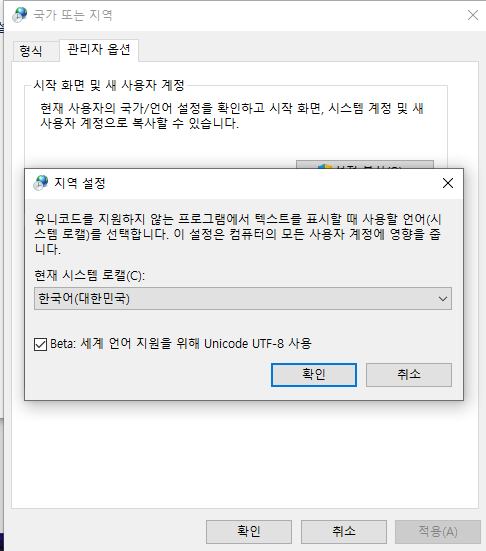 국가 또는 지역
형식
관리자 옵션
시작 화면 및 새 사용자 계정
현재 사용자의 국가/언어 설정을 확인하고 시작 화면, 시스템 계정 및 새
사용자 계정으로 복사할 수 있습니다.
지역 설정
유니코드를 지원하지 않는 프로그램에서 텍스트를 표시할 때 사용할 언어(시
스템 로캘)를 선택합니다. 이 설정은 컴퓨터의 모든 사용자 계정에 영향을 줍
니다.
현재 시스템 로캘(C):
한국어(대한민국)
Beta: 세계 언어 지원을 위해 Unicode UTF-8 사용
확인
취소
확인
취소
적용(A)